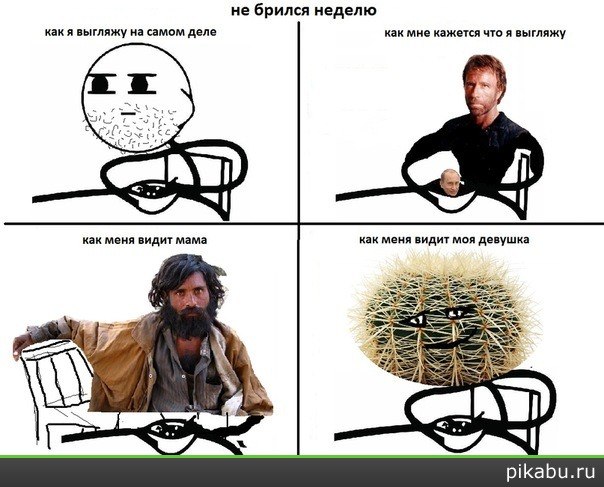 не брился неделю
как я выгляжу на самом деле
как мне кажется что я выгляжу
как меня видит мама
как меня видит моя девушка
pikabu.ru